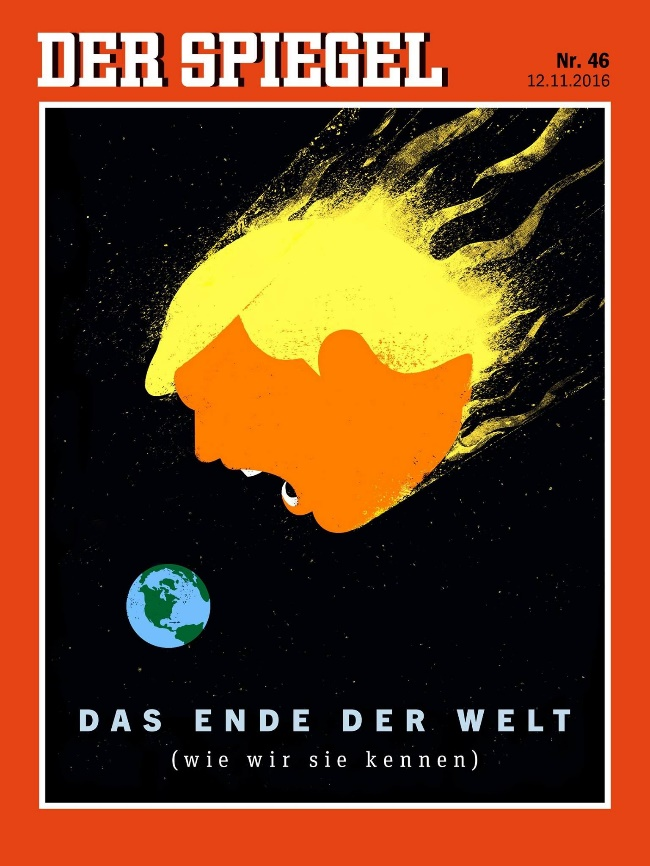 DER SPIEGEL
Nr. 46
12.11.2016
DAS ENDE DER WELT
(wie wir sie kennen)